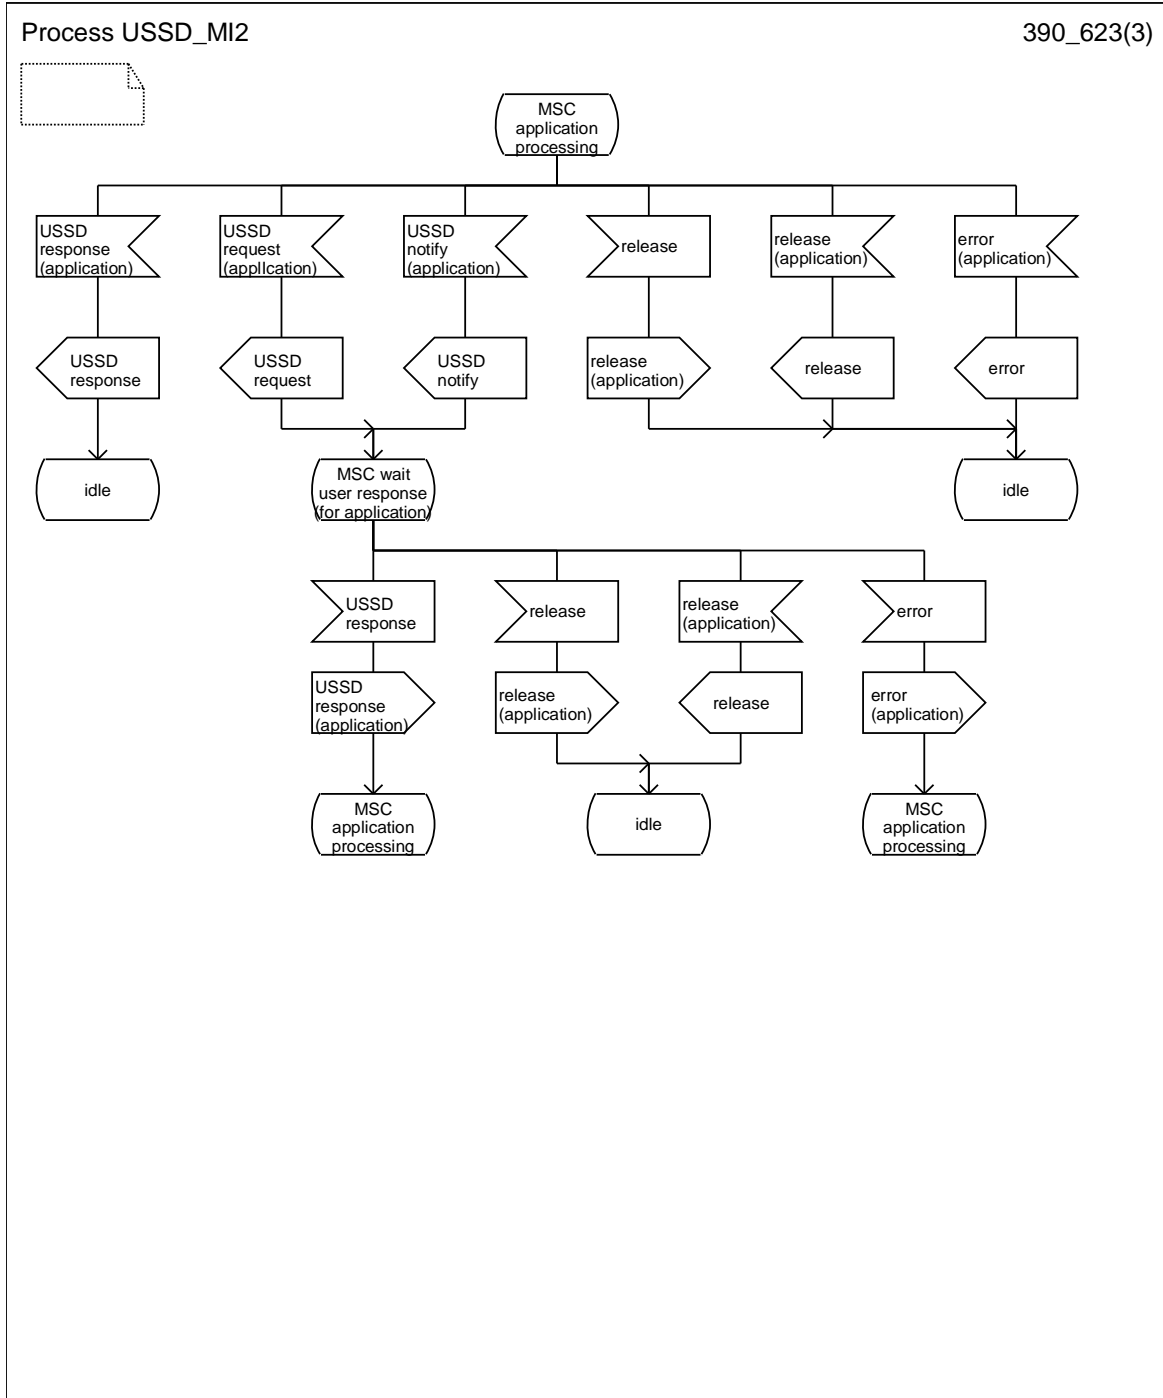 Process USSD_MI2
390_623(3)
MSC
application
processing
USSD
response
(application)
USSD
request
(appllcation)
USSD
notify
(application)
release
release
(application)
error
(application)
USSD
response
USSD
request
USSD
notify
release
(application)
release
error
idle
MSC wait
user response
(for application)
idle
USSD
response
release
release
(application)
error
USSD
response
(application)
release
(application)
release
error
(application)
MSC
application
processing
idle
MSC
application
processing